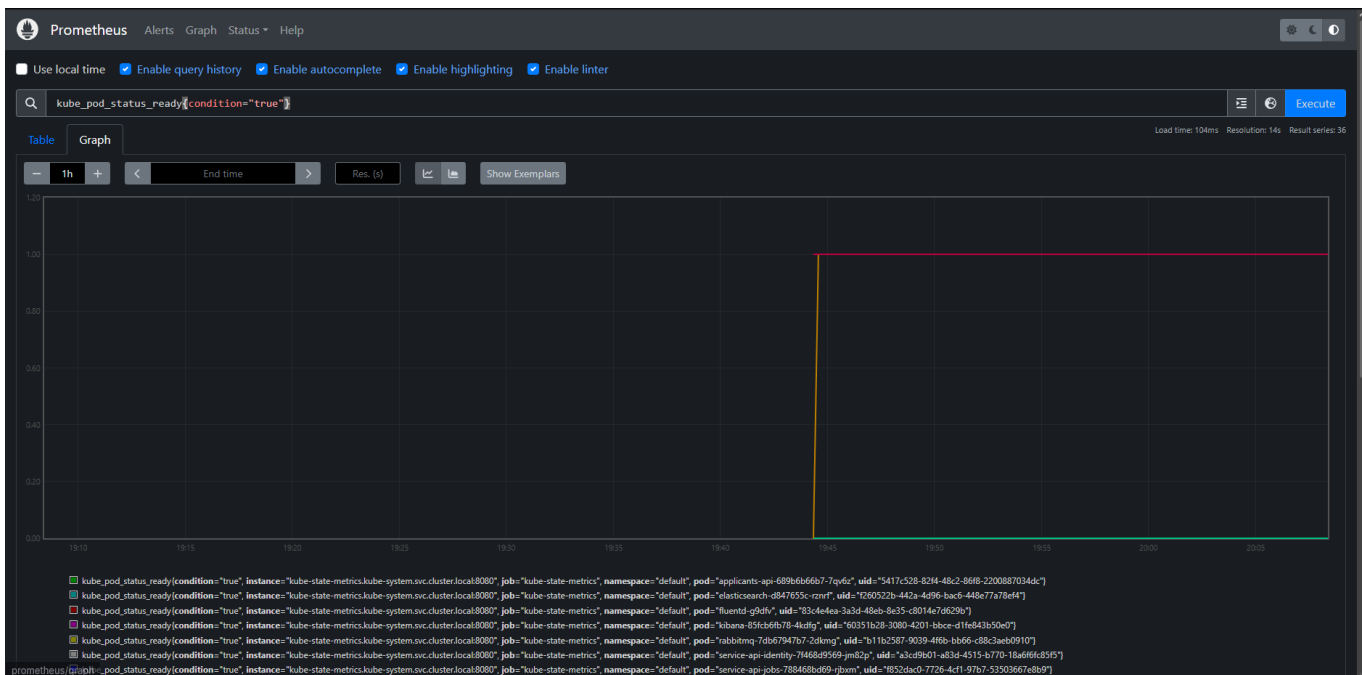 Prometheus Alerts Graph Status Help
Use local time Enable query history Enable autocomplete Enable highlighting Enable linter
kube_pod_status_ready{condition="true"} Execute
Table Graph Load time: 104ms Resolution: 14s Result series: 36
− 1h + < End time > Res. (s) Show Exemplars
1.20
1.00
0.80
0.60
0.40
0.20
0.00
19:10 19:15 19:20 19:25 19:30 19:35 19:40 19:45 19:50 19:55 20:00 20:05
kube_pod_status_ready{condition="true", instance="kube-state-metrics.kube-system.svc.cluster.local:8080", job="kube-state-metrics", namespace="default", pod="applicants-api-689b6b66b7-7qv6z", uid="5417c528-82f4-48c2-86f8-2200887034dc"}
kube_pod_status_ready{condition="true", instance="kube-state-metrics.kube-system.svc.cluster.local:8080", job="kube-state-metrics", namespace="default", pod="elasticsearch-d847655c-rznrf", uid="f260522b-442a-4d96-bac6-448e77a78ef4"}
kube_pod_status_ready{condition="true", instance="kube-state-metrics.kube-system.svc.cluster.local:8080", job="kube-state-metrics", namespace="default", pod="fluentd-g9dfv", uid="83c4e4ea-3a3d-48eb-8e35-c8014e7d629b"}
kube_pod_status_ready{condition="true", instance="kube-state-metrics.kube-system.svc.cluster.local:8080", job="kube-state-metrics", namespace="default", pod="kibana-85fcb6fb78-4kdfg", uid="60351b28-3080-4201-bbce-d1fe843b50e0"}
kube_pod_status_ready{condition="true", instance="kube-state-metrics.kube-system.svc.cluster.local:8080", job="kube-state-metrics", namespace="default", pod="rabbitmq-7db67947b7-2dkmg", uid="b11b2587-9039-4f6b-bb66-c88c3aeb0910"}
kube_pod_status_ready{condition="true", instance="kube-state-metrics.kube-system.svc.cluster.local:8080", job="kube-state-metrics", namespace="default", pod="service-api-identity-7f468d9569-jm82p", uid="a3cd9b01-a83d-4515-b770-18a6f6fc85f5"}
prometheus/graph pod_status_ready{condition="true", instance="kube-state-metrics.kube-system.svc.cluster.local:8080", job="kube-state-metrics", namespace="default", pod="service-api-jobs-788468bd69-rjbxm", uid="f852dac0-7726-4cf1-97b7-53503667e8b9"}